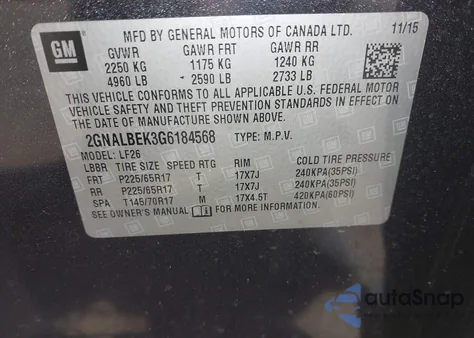 GM
MFD BY GENERAL MOTORS OF CANADA LTD. 11/15
GVWR GAWR FRT GAWR RR
2250 KG 1175 KG 1240 KG
4960 LB 2590 LB 2733 LB
THIS VEHICLE CONFORMS TO ALL APPLICABLE U.S. FEDERAL MOTOR
VEHICLE SAFETY AND THEFT PREVENTION STANDARDS IN EFFECT ON
THE DATE OF MANUFACTURE SHOWN ABOVE.
2GNALBEK3G6184568 TYPE: M.P.V.
MODEL: LF26
LBBR TIRE SIZE SPEED RTG RIM COLD TIRE PRESSURE
FRT P225/65R17 T 17X7J 240KPA(35PSI)
RR P225/65R17 T 17X7J 240KPA(35PSI)
SPA T145/70R17 M 17X4.5T 420KPA(60PSI)
SEE OWNER'S MANUAL FOR MORE INFORMATION.
autoSnap